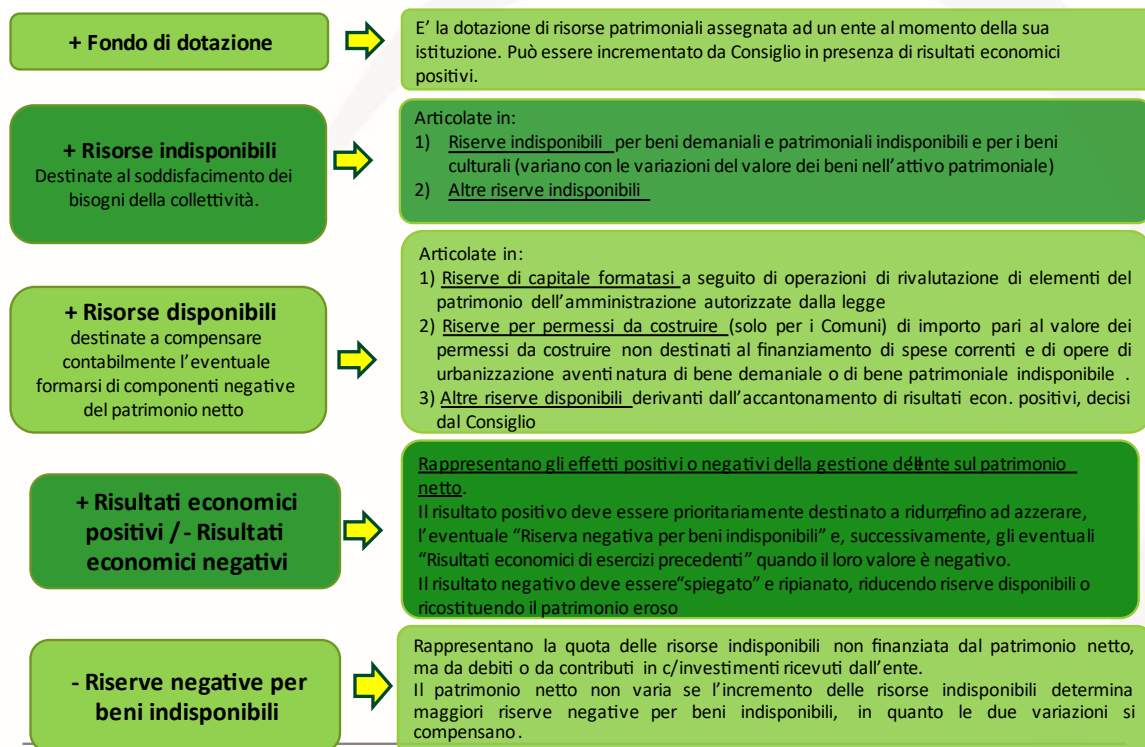 + Fondo di dotazione
E’ la dotazione di risorse patrimoniali assegnata ad un ente al momento della sua
istituzione. Può essere incrementato da Consiglio in presenza di risultati economici
positivi.
+ Risorse indisponibili
Destinate al soddisfacimento dei
bisogni della collettività.
Articolate in:
1) Riserve indisponibili per beni demaniali e patrimoniali indisponibili e per i beni
culturali (variano con le variazioni del valore dei beni nell’attivo patrimoniale)
2) Altre riserve indisponibili
+ Risorse disponibili
destinate a compensare
contabilmente l’eventuale
formarsi di componenti negative
del patrimonio netto
Articolate in:
1) Riserve di capitale formatasi a seguito di operazioni di rivalutazione di elementi del
patrimonio dell’amministrazione autorizzate dalla legge
2) Riserve per permessi da costruire (solo per i Comuni) di importo pari al valore dei
permessi da costruire non destinati al finanziamento di spese correnti e di opere di
urbanizzazione aventi natura di bene demaniale o di bene patrimoniale indisponibile .
3) Altre riserve disponibili derivanti dall’accantonamento di risultati econ. positivi, decisi
dal Consiglio
+ Risultati economici
positivi / - Risultati
economici negativi
Rappresentano gli effetti positivi o negativi della gestione dell’ente sul patrimonio
netto.
Il risultato positivo deve essere prioritariamente destinato a ridurre, fino ad azzerare,
l’eventuale “Riserva negativa per beni indisponibili” e, successivamente, gli eventuali
“Risultati economici di esercizi precedenti” quando il loro valore è negativo.
Il risultato negativo deve essere “spiegato” e ripianato, riducendo riserve disponibili o
ricostituendo il patrimonio eroso
- Riserve negative per
beni indisponibili
Rappresentano la quota delle risorse indisponibili non finanziata dal patrimonio netto,
ma da debiti o da contributi in c/investimenti ricevuti dall’ente.
Il patrimonio netto non varia se l’incremento delle risorse indisponibili determina
maggiori riserve negative per beni indisponibili, in quanto le due variazioni si
compensano.